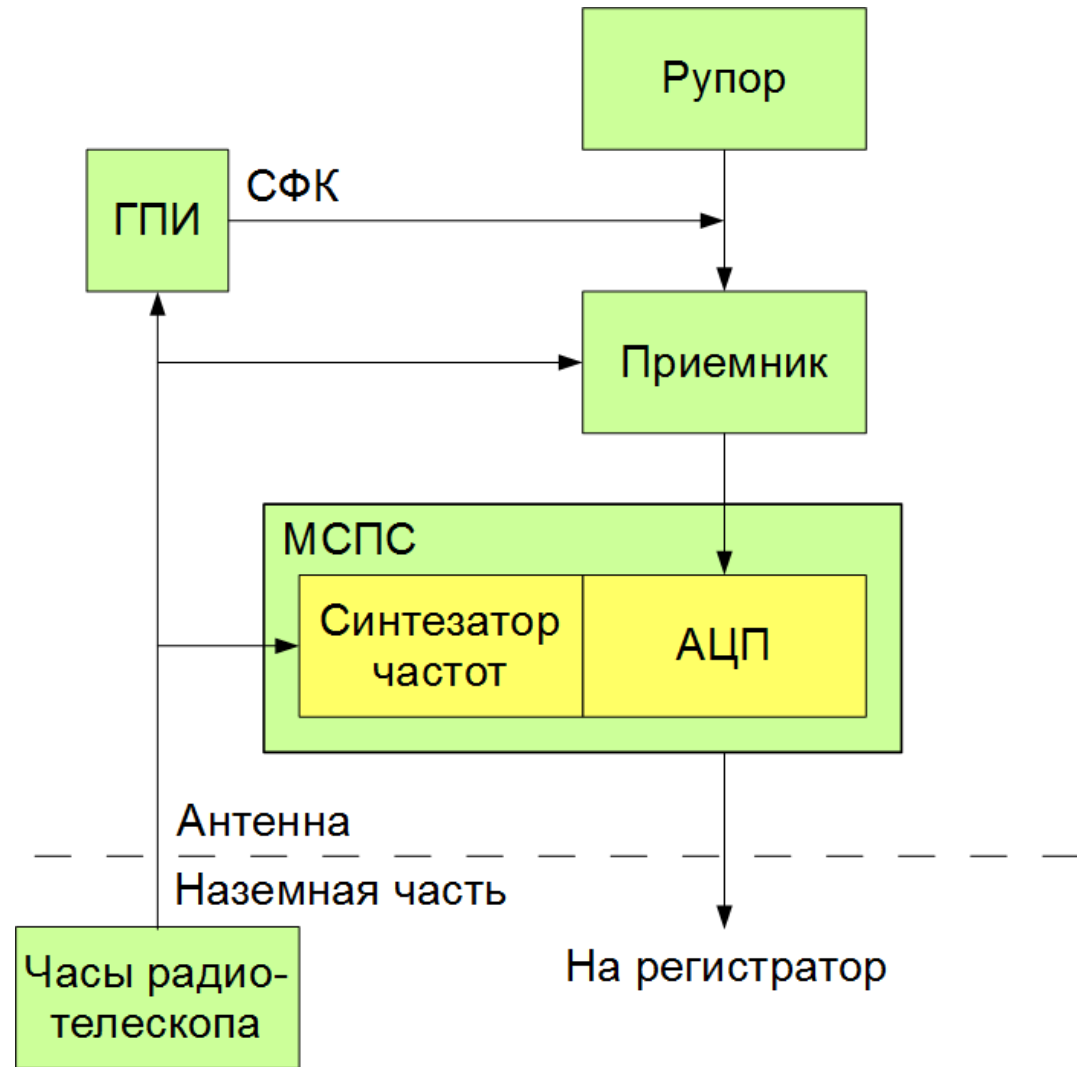 Рупор
СФК
ГПИ
Приемник
МСПС
Синтезатор
частот
АЦП
Антенна
Наземная часть
Часы радио-
телескопа
На регистратор